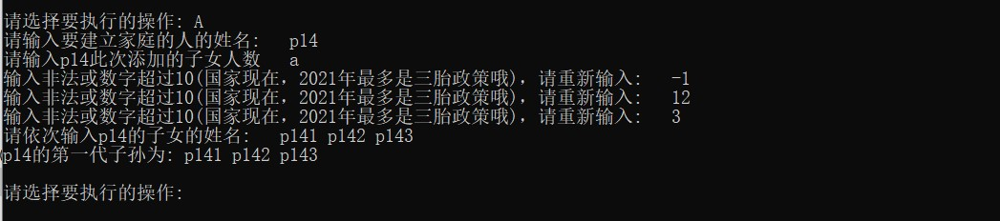 请选择要执行的操作: A
请输入要建立家庭的人的姓名:   p14
请输入p14此次添加的子女人数   a
输入非法或数字超过10(国家现在，2021年最多是三胎政策哦)，请重新输入:   -1
输入非法或数字超过10(国家现在，2021年最多是三胎政策哦)，请重新输入:   12
输入非法或数字超过10(国家现在，2021年最多是三胎政策哦)，请重新输入:   3
请依次输入p14的子女的姓名:   p141 p142 p143
p14的第一代子孙为: p141 p142 p143
请选择要执行的操作: